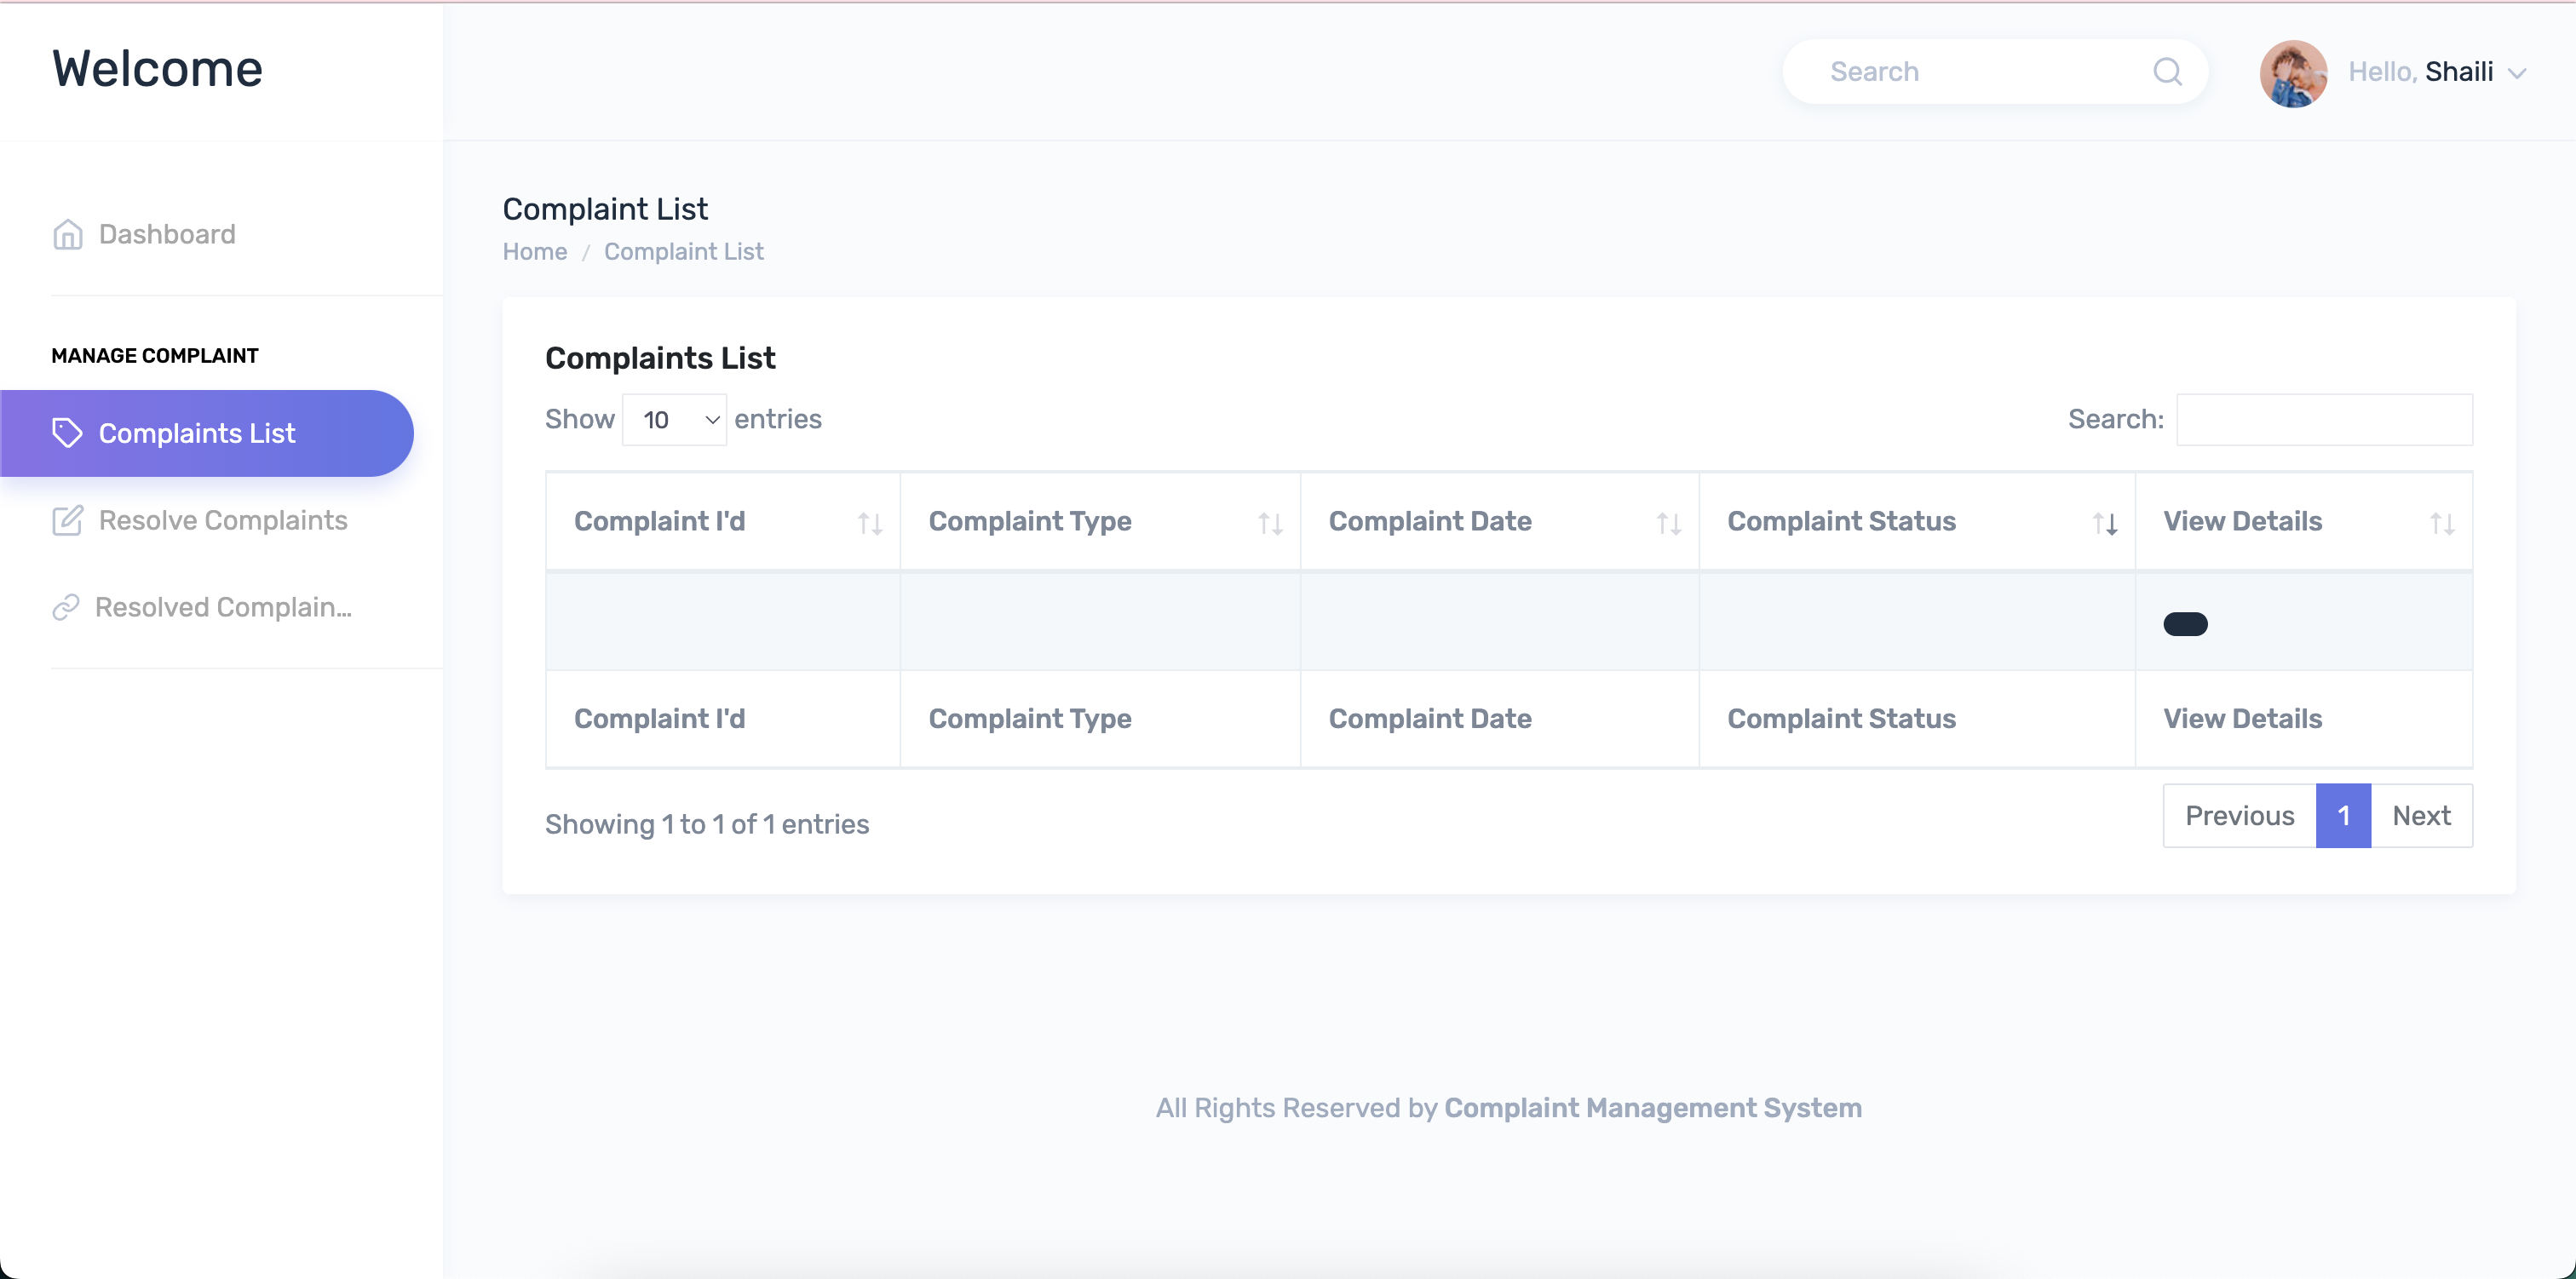 Welcome
Search
Hello, Shaili
Dashboard
MANAGE COMPLAINT
Complaints List
Resolve Complaints
Resolved Complain...
Complaint List
Home / Complaint List
Complaints List
Show 10 entries
Search:
Complaint I'd Complaint Type Complaint Date Complaint Status View Details
Complaint I'd Complaint Type Complaint Date Complaint Status View Details
Showing 1 to 1 of 1 entries
Previous 1 Next
All Rights Reserved by Complaint Management System